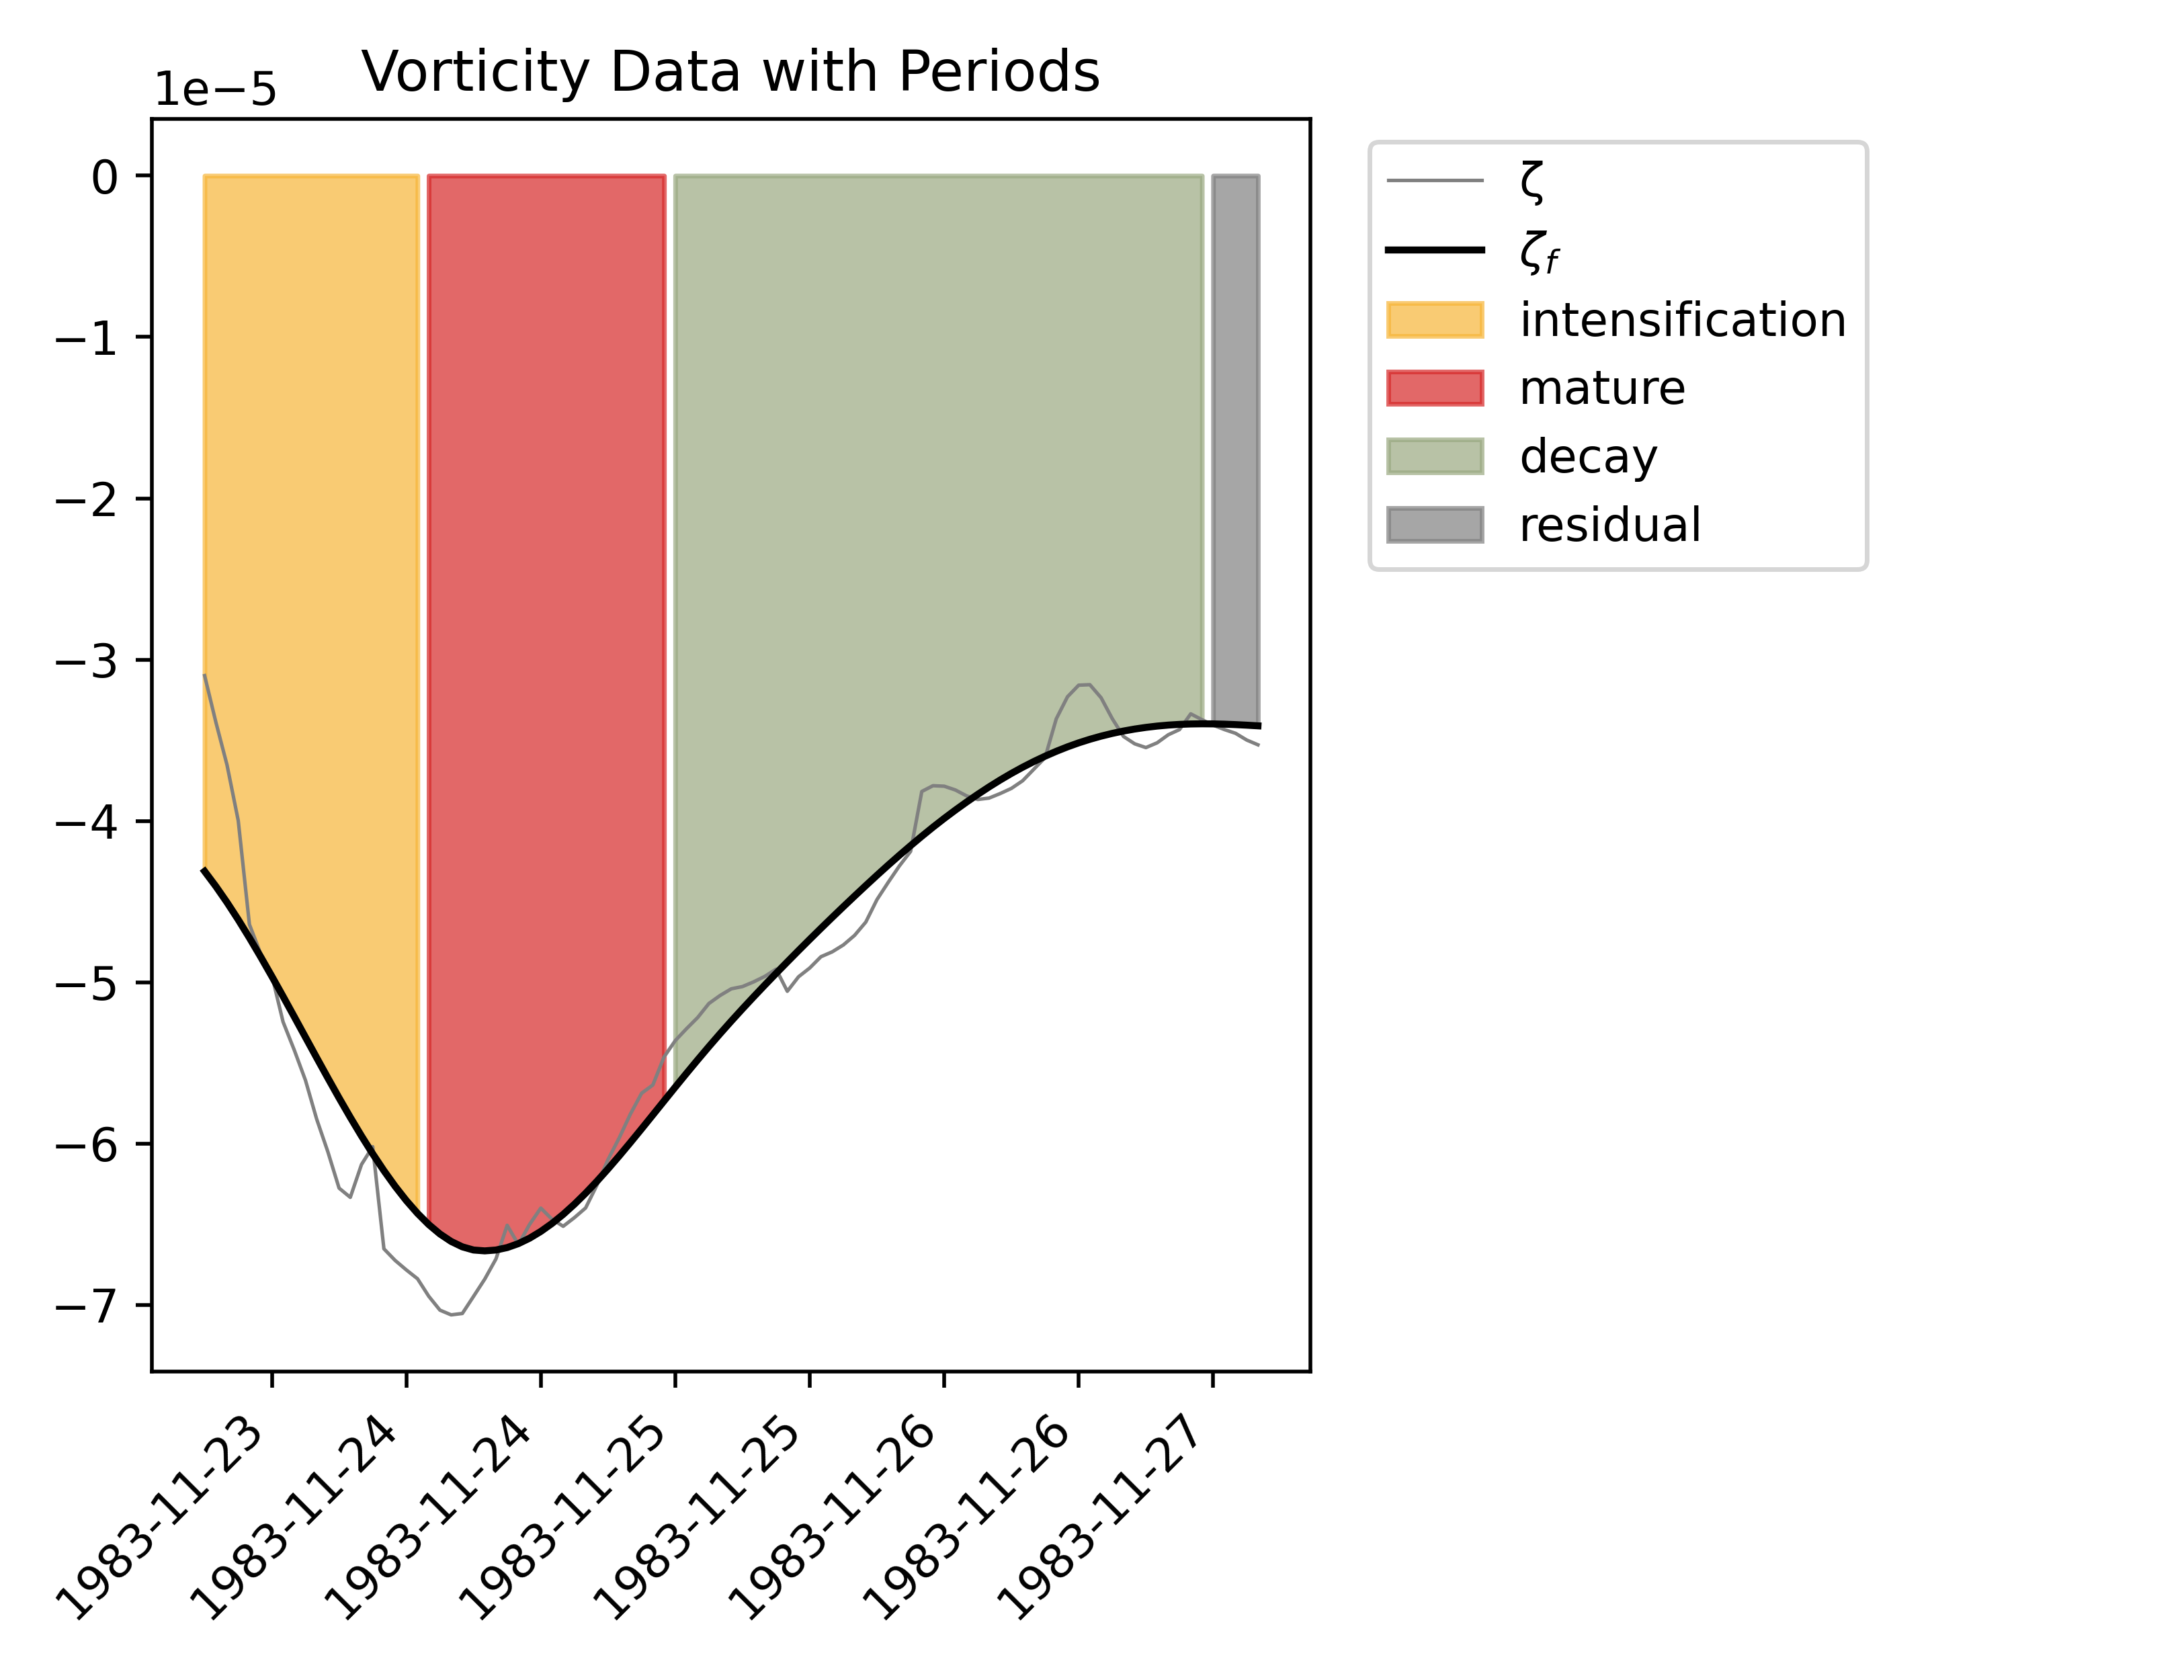 Vorticity Data with Periods
1e−5
0
−1
−2
−3
−4
−5
−6
−7
1983-11-23
1983-11-24
1983-11-24
1983-11-25
1983-11-25
1983-11-26
1983-11-26
1983-11-27
ζ
ζf
intensification
mature
decay
residual